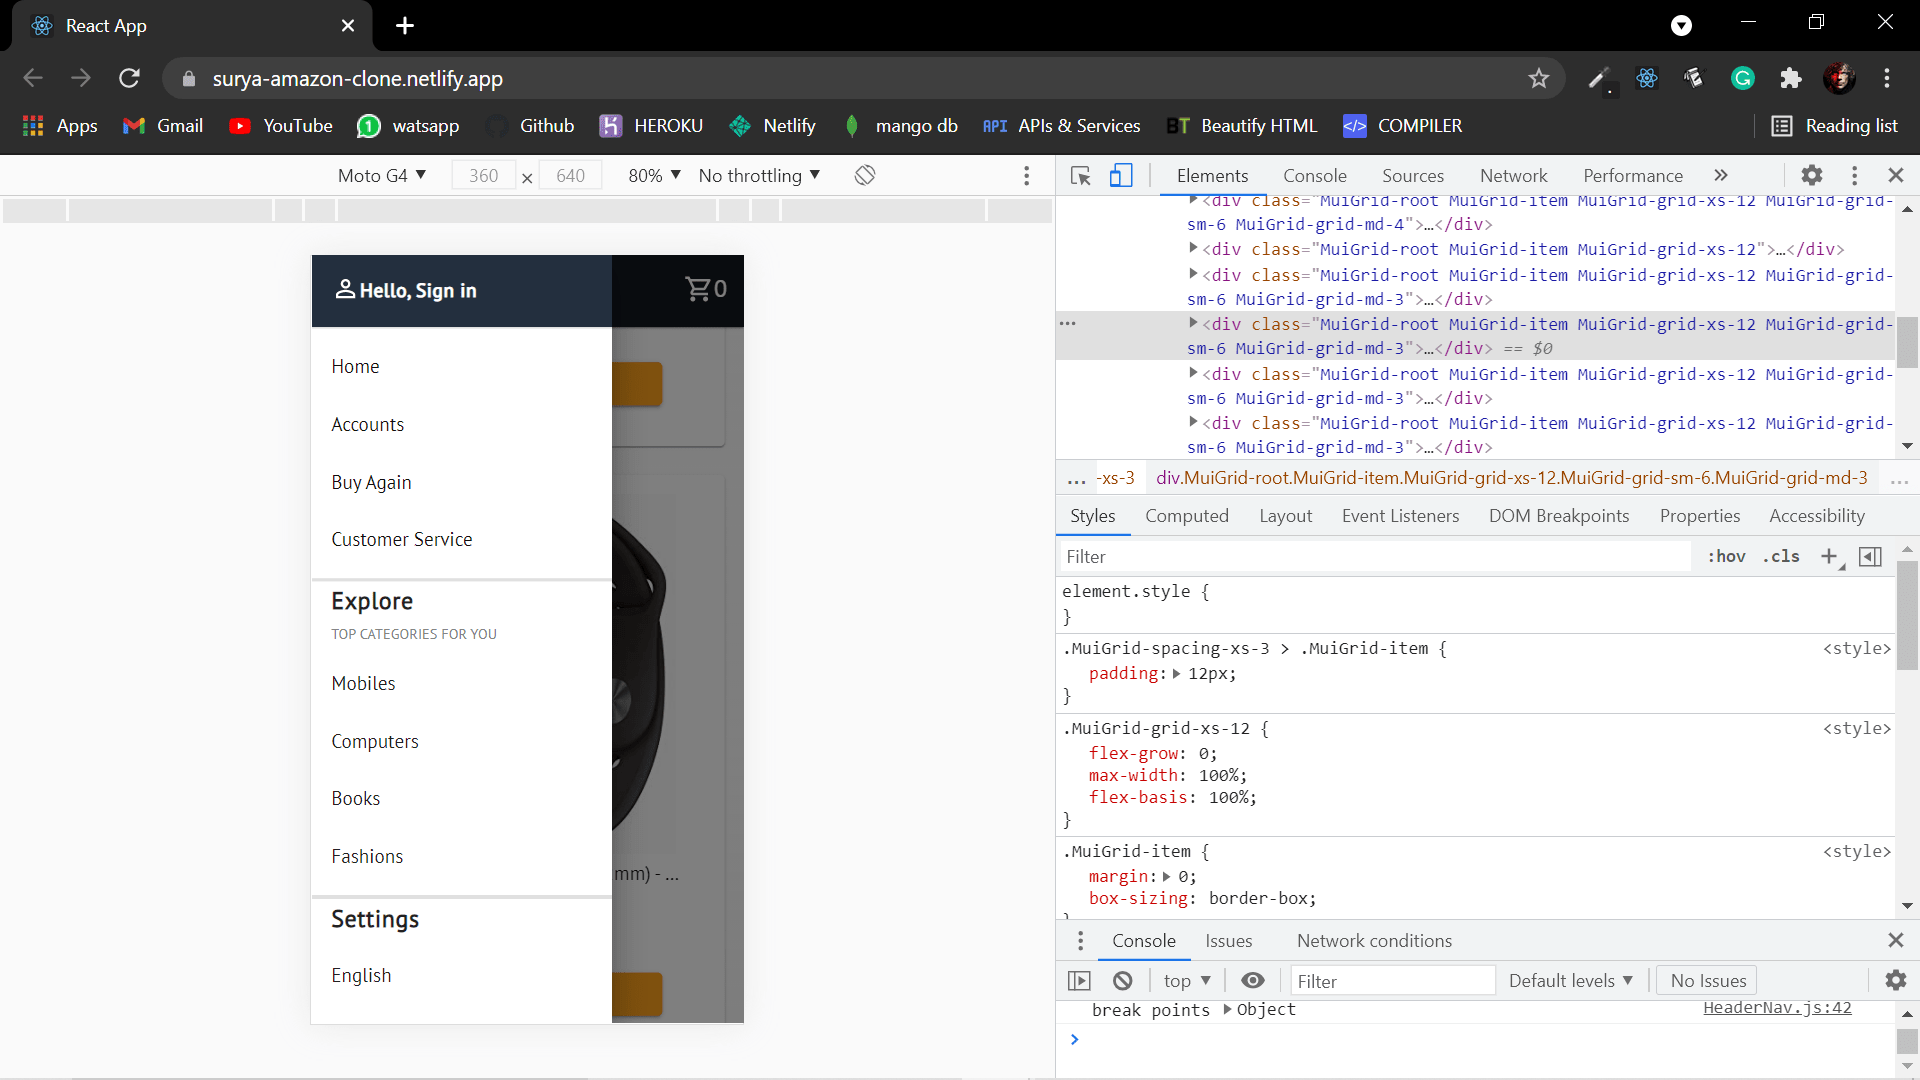 React App
surya-amazon-clone.netlify.app
Apps Gmail YouTube watsapp Github HEROKU Netlify mango db API APIs & Services BT Beautify HTML </> COMPILER Reading list
Moto G4 360 × 640 80% No throttling
Elements Console Sources Network Performance »
<div class="MuiGrid-root MuiGrid-item MuiGrid-grid-xs-12 MuiGrid-grid-
sm-6 MuiGrid-grid-md-4">…</div>
<div class="MuiGrid-root MuiGrid-item MuiGrid-grid-xs-12">…</div>
<div class="MuiGrid-root MuiGrid-item MuiGrid-grid-xs-12 MuiGrid-grid-
sm-6 MuiGrid-grid-md-3">…</div>
<div class="MuiGrid-root MuiGrid-item MuiGrid-grid-xs-12 MuiGrid-grid-
sm-6 MuiGrid-grid-md-3">…</div> == $0
<div class="MuiGrid-root MuiGrid-item MuiGrid-grid-xs-12 MuiGrid-grid-
sm-6 MuiGrid-grid-md-3">…</div>
<div class="MuiGrid-root MuiGrid-item MuiGrid-grid-xs-12 MuiGrid-grid-
sm-6 MuiGrid-grid-md-3">…</div>
... -xs-3 div.MuiGrid-root.MuiGrid-item.MuiGrid-grid-xs-12.MuiGrid-grid-sm-6.MuiGrid-grid-md-3 ...
Styles Computed Layout Event Listeners DOM Breakpoints Properties Accessibility
Filter :hov .cls +
element.style {
}
.MuiGrid-spacing-xs-3 > .MuiGrid-item { <style>
padding: 12px;
}
.MuiGrid-grid-xs-12 { <style>
flex-grow: 0;
max-width: 100%;
flex-basis: 100%;
}
.MuiGrid-item { <style>
margin: 0;
box-sizing: border-box;
}
Console Issues Network conditions
top Filter Default levels No Issues
break points Object HeaderNav.js:42
>
Hello, Sign in
0
Home
Accounts
Buy Again
Customer Service
Explore
TOP CATEGORIES FOR YOU
Mobiles
Computers
Books
Fashions
mm) - ...
Settings
English